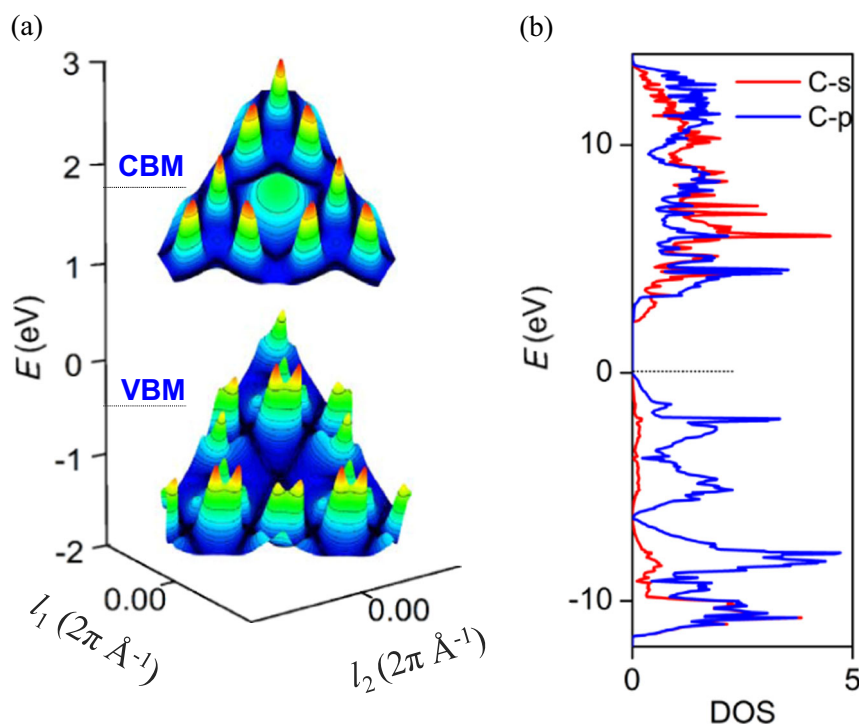 (a)
3
CBM
2
1
E (eV)
0
VBM
-1
-2
0.00
0.00
l₁ (2π Å⁻¹)
l₂ (2π Å⁻¹)
(b)
C-s
C-p
10
E (eV)
0
-10
0
5
DOS